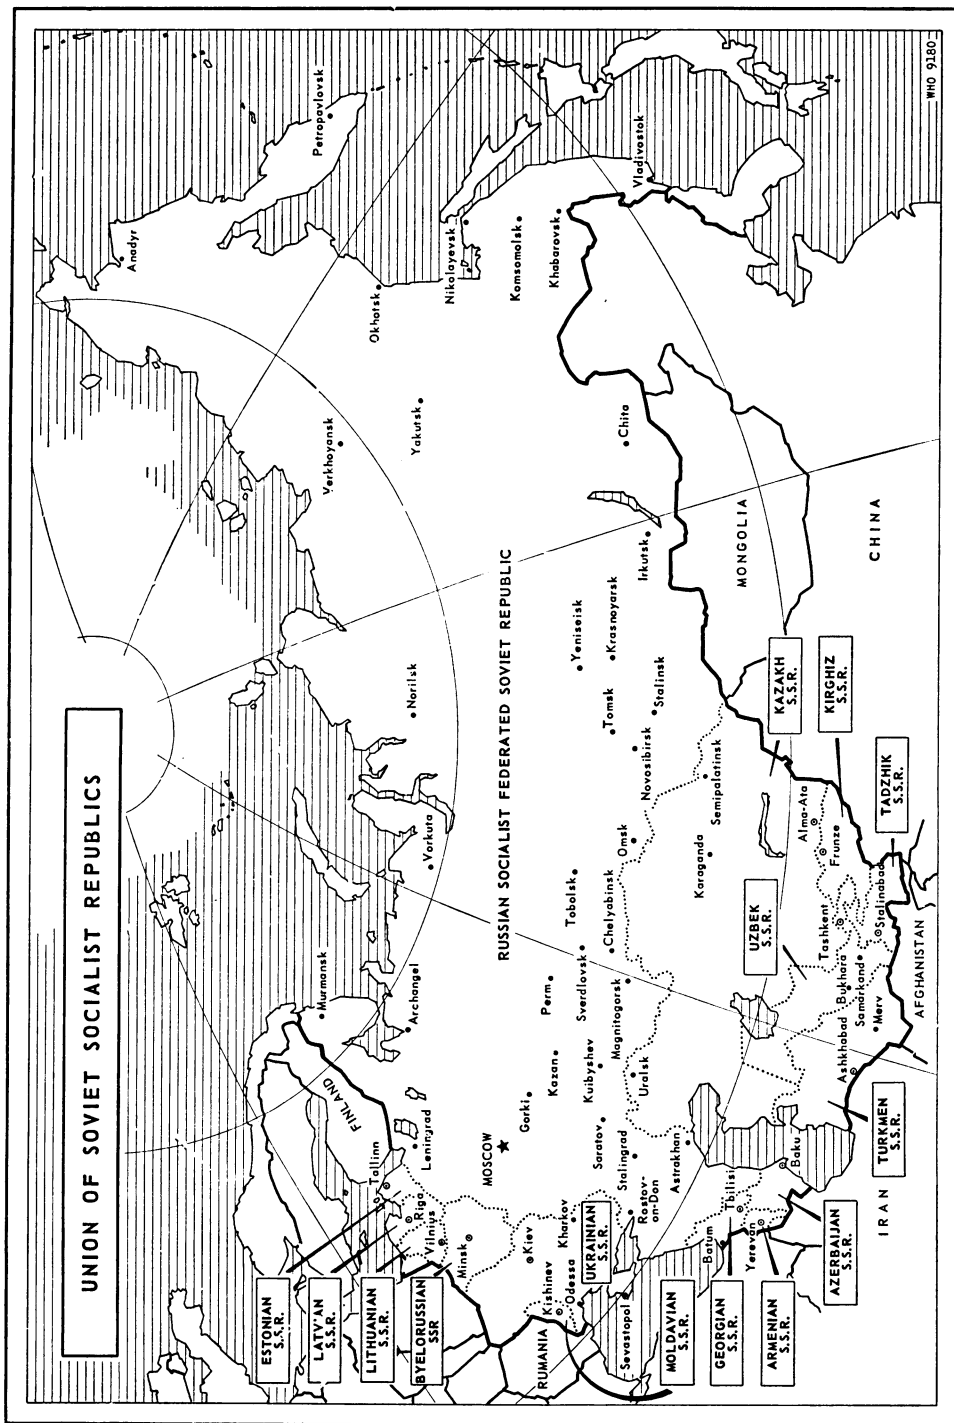 UNION OF SOVIET SOCIALIST REPUBLICS
Anadyr
Petropavlovsk
Verkhoyansk
Okhotsk
Yakutsk
Nikolayevsk
Komsomolsk
Khabarovsk
Vladivostok
Norilsk
Vorkuta
Murmansk
Archangel
FINLAND
Leningrad
Tallinn
Riga
Vilnius
Minsk
MOSCOW
RUSSIAN SOCIALIST FEDERATED SOVIET REPUBLIC
Yeniseisk
Krasnoyarsk
Irkutsk
Chita
Tomsk
Stalinsk
Novosibirsk
Omsk
Tobolsk
Chelyabinsk
Sverdlovsk
Perm
Magnitogorsk
Kazan
Kuibyshev
Uralsk
Gorki
Saratov
Stalingrad
Astrakhan
Rostov-
on-Don
Kharkov
Kiev
Kishinev
Odessa
Sevastopol
RUMANIA
Semipalatinsk
Karaganda
Alma-Ata
Frunze
Tashkent
Stalinabad
Bukhara
Samarkand
Merv
Ashkhabad
Baku
Tbilisi
Batum
Yerevan
MONGOLIA
CHINA
AFGHANISTAN
IRAN
ESTONIAN
S.S.R.
LATV'AN
S.S.R.
LITHUANIAN
S.S.R.
BYELORUSSIAN
SSR
UKRAINIAN
S.S.R.
MOLDAVIAN
S.S.R.
GEORGIAN
S.S.R.
ARMENIAN
S.S.R.
AZERBAIJAN
S.S.R.
TURKMEN
S.S.R.
UZBEK
S.S.R.
TADZHIK
S.S.R.
KIRGHIZ
S.S.R.
KAZAKH
S.S.R.
WHO 9180